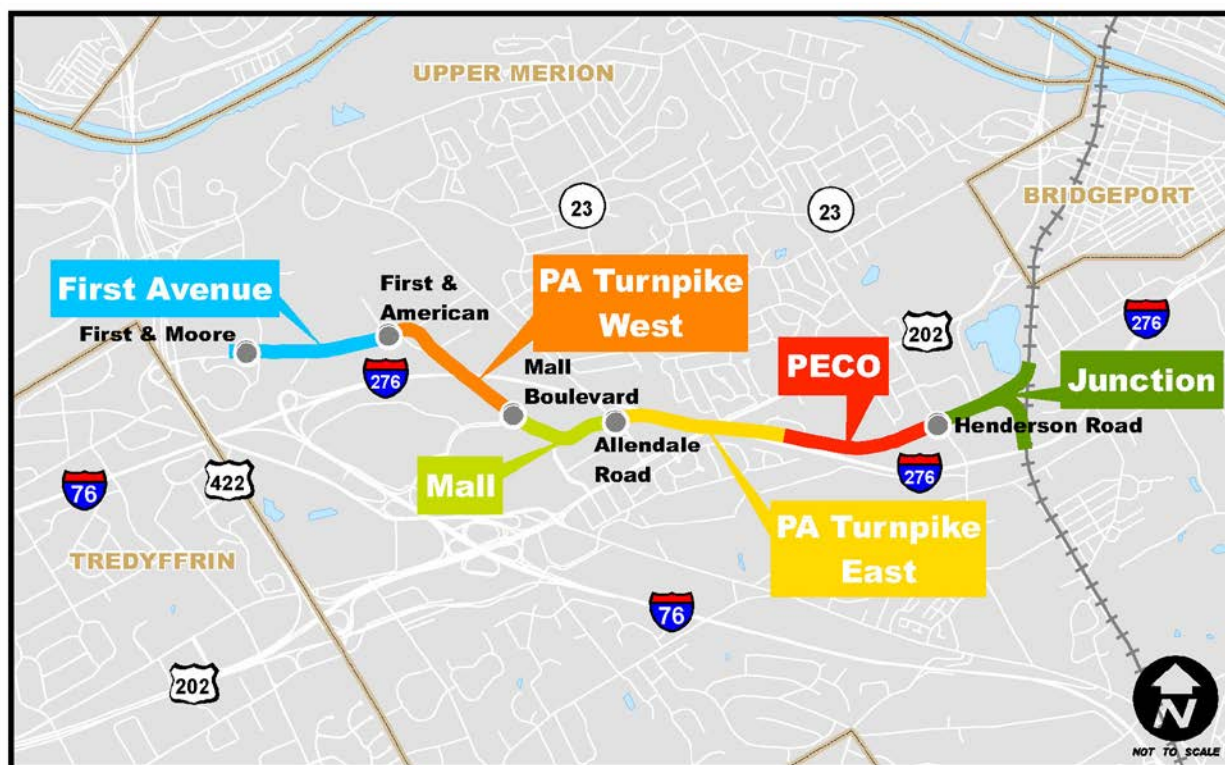 UPPER MERION
23
23
BRIDGEPORT
First Avenue
First & Moore
First &
American
PA Turnpike
West
276
202
276
Mall
Boulevard
PECO
Junction
Henderson Road
Allendale
Road
Mall
76
422
276
PA Turnpike
East
TREDYFFRIN
76
202
N
NOT TO SCALE